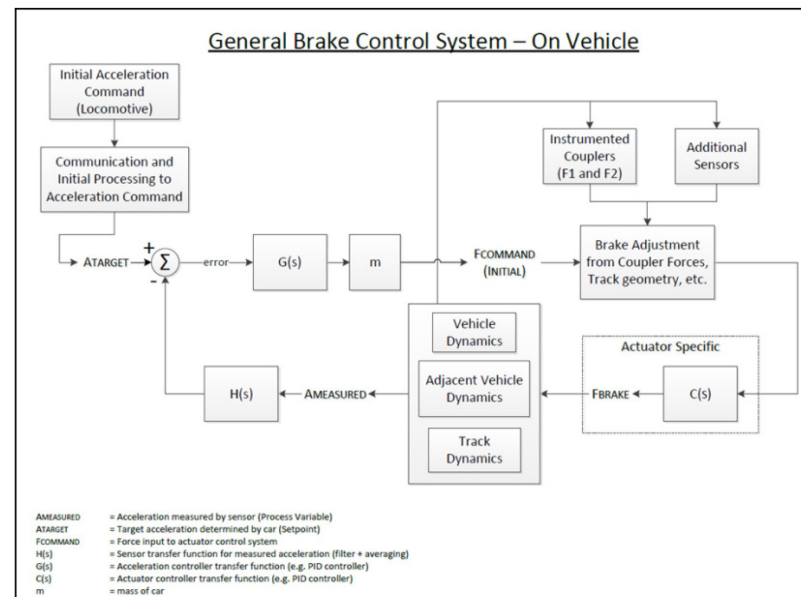 General Brake Control System – On Vehicle
Initial Acceleration
Command
(Locomotive)
Communication and
Initial Processing to
Acceleration Command
Instrumented
Couplers
(F1 and F2)
Additional
Sensors
ATARGET
+
Σ
-
error
G(s)
m
FCOMMAND
(INITIAL)
Brake Adjustment
from Coupler Forces,
Track geometry, etc.
Vehicle
Dynamics
Adjacent Vehicle
Dynamics
Track
Dynamics
Actuator Specific
H(s)
AMEASURED
FBRAKE
C(s)
AMEASURED = Acceleration measured by sensor (Process Variable)
ATARGET = Target acceleration determined by car (Setpoint)
FCOMMAND = Force input to actuator control system
H(s) = Sensor transfer function for measured acceleration (filter + averaging)
G(s) = Acceleration controller transfer function (e.g. PID controller)
C(s) = Actuator controller transfer function (e.g. PID controller)
m = mass of car